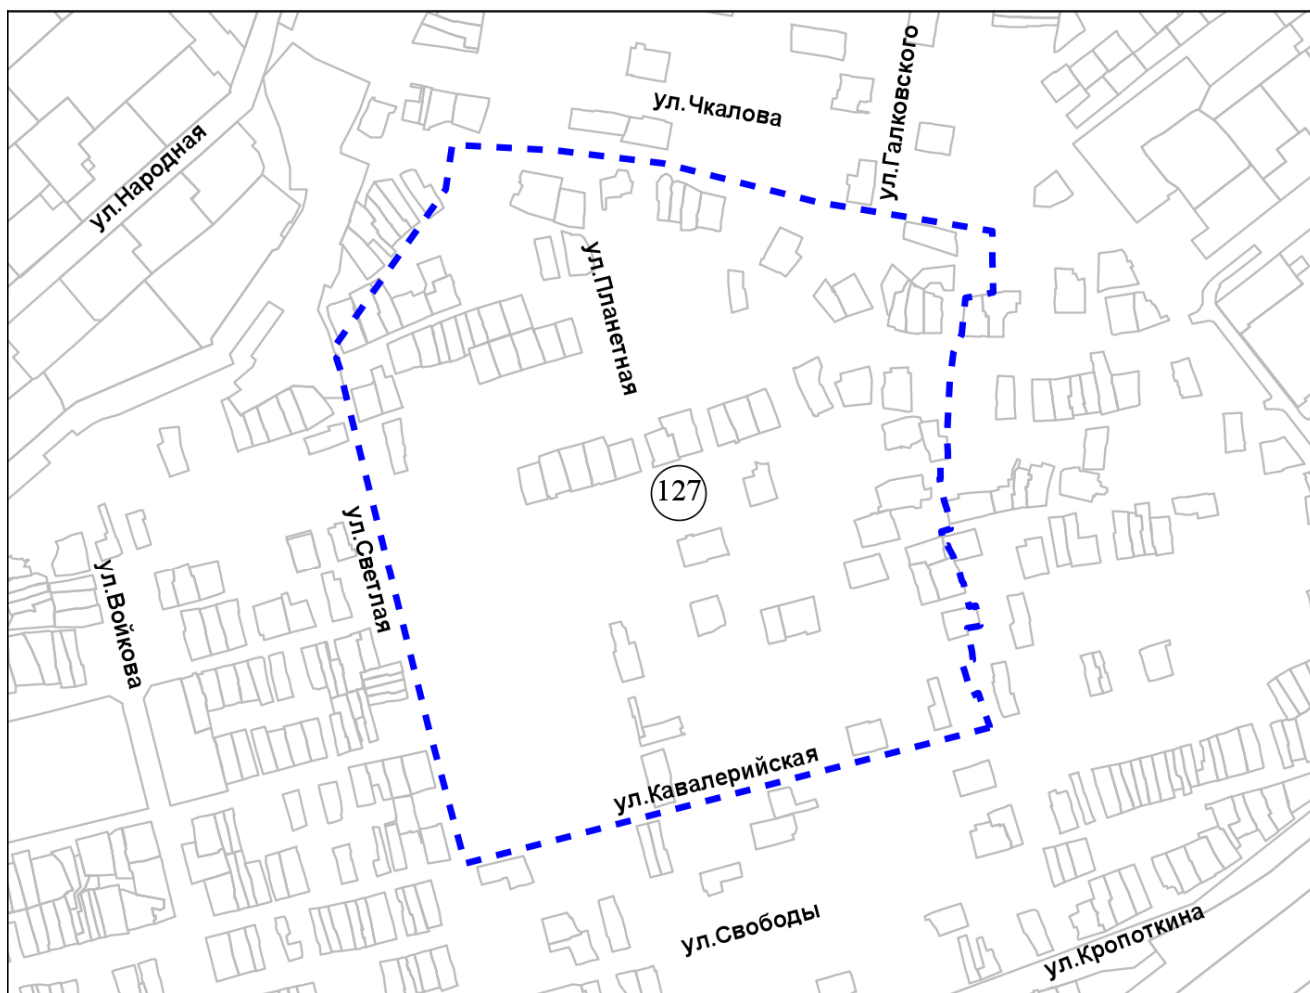 ул.Галковского
ул.Чкалова
ул.Народная
ул.Планетная
127
ул.Светлая
ул.Войкова
ул.Кавалерийская
ул.Свободы
ул.Кропоткина